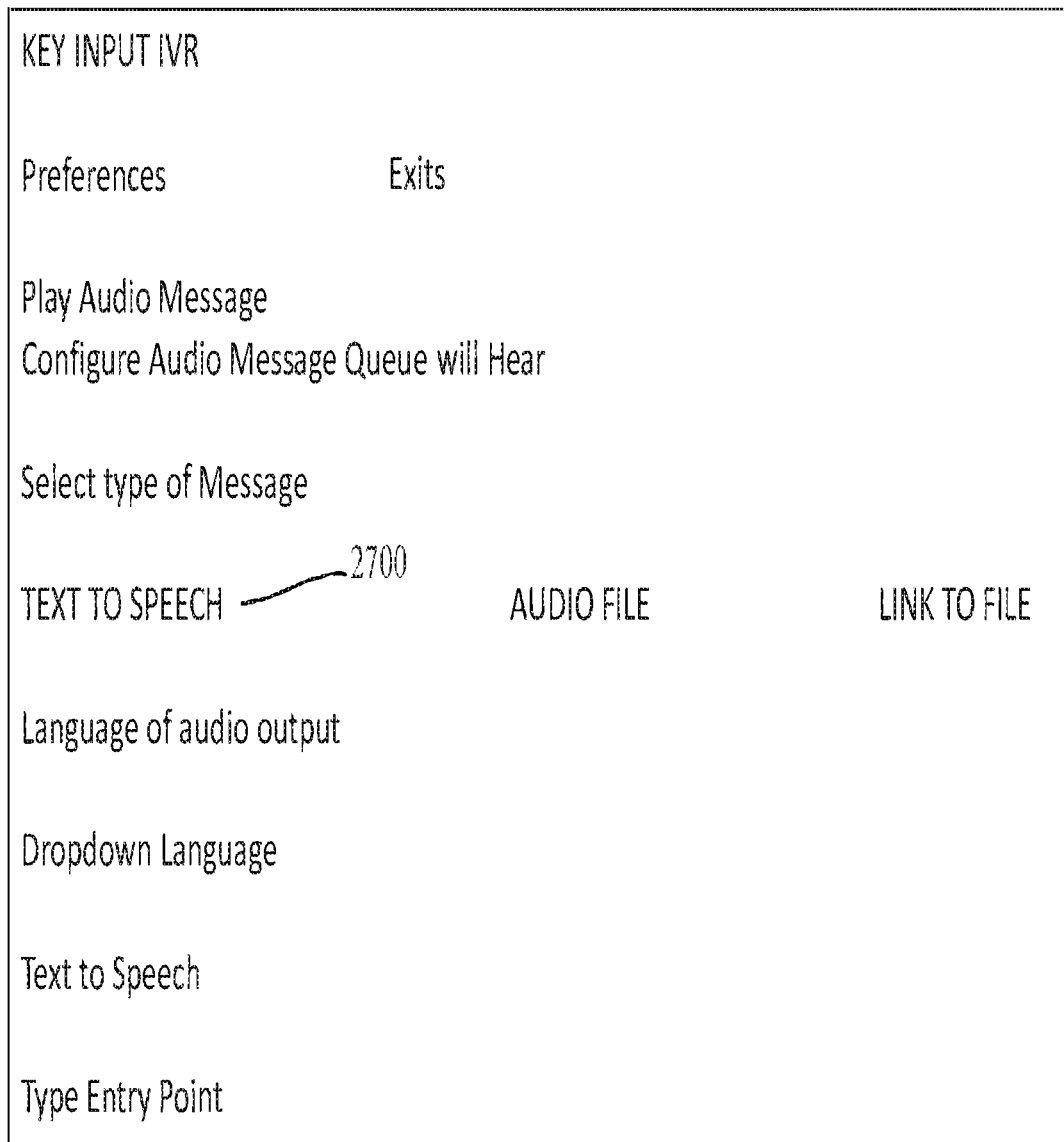 KEY INPUT IVR
Preferences Exits
Play Audio Message
Configure Audio Message Queue will Hear
Select type of Message
2700
TEXT TO SPEECH AUDIO FILE LINK TO FILE
Language of audio output
Dropdown Language
Text to Speech
Type Entry Point